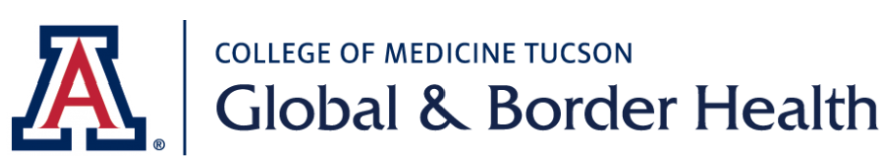 A®
COLLEGE OF MEDICINE TUCSON
Global & Border Health